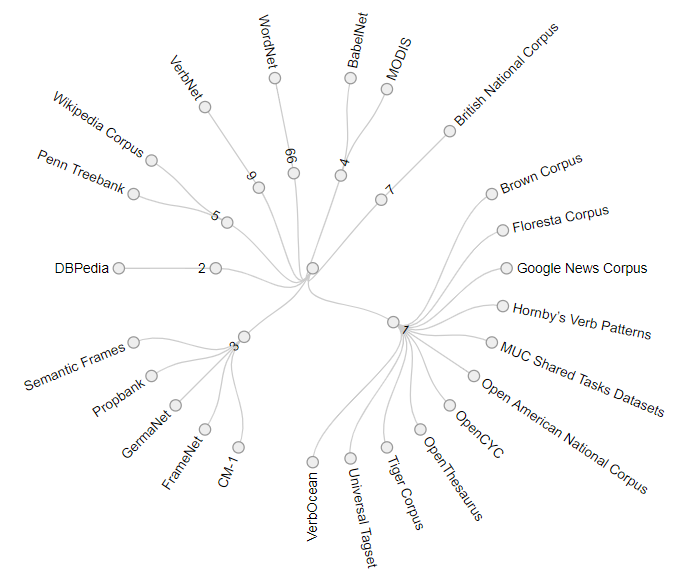 WordNet
BabelNet
MODIS
British National Corpus
VerbNet
Wikipedia Corpus
Penn Treebank
DBPedia
66
4
7
9
5
2
3
1
Brown Corpus
Floresta Corpus
Google News Corpus
Hornby's Verb Patterns
MUC Shared Tasks Datasets
Open American National Corpus
OpenCYC
OpenThesaurus
Tiger Corpus
Universal Tagset
VerbOcean
CM-1
FrameNet
GermaNet
Propbank
Semantic Frames